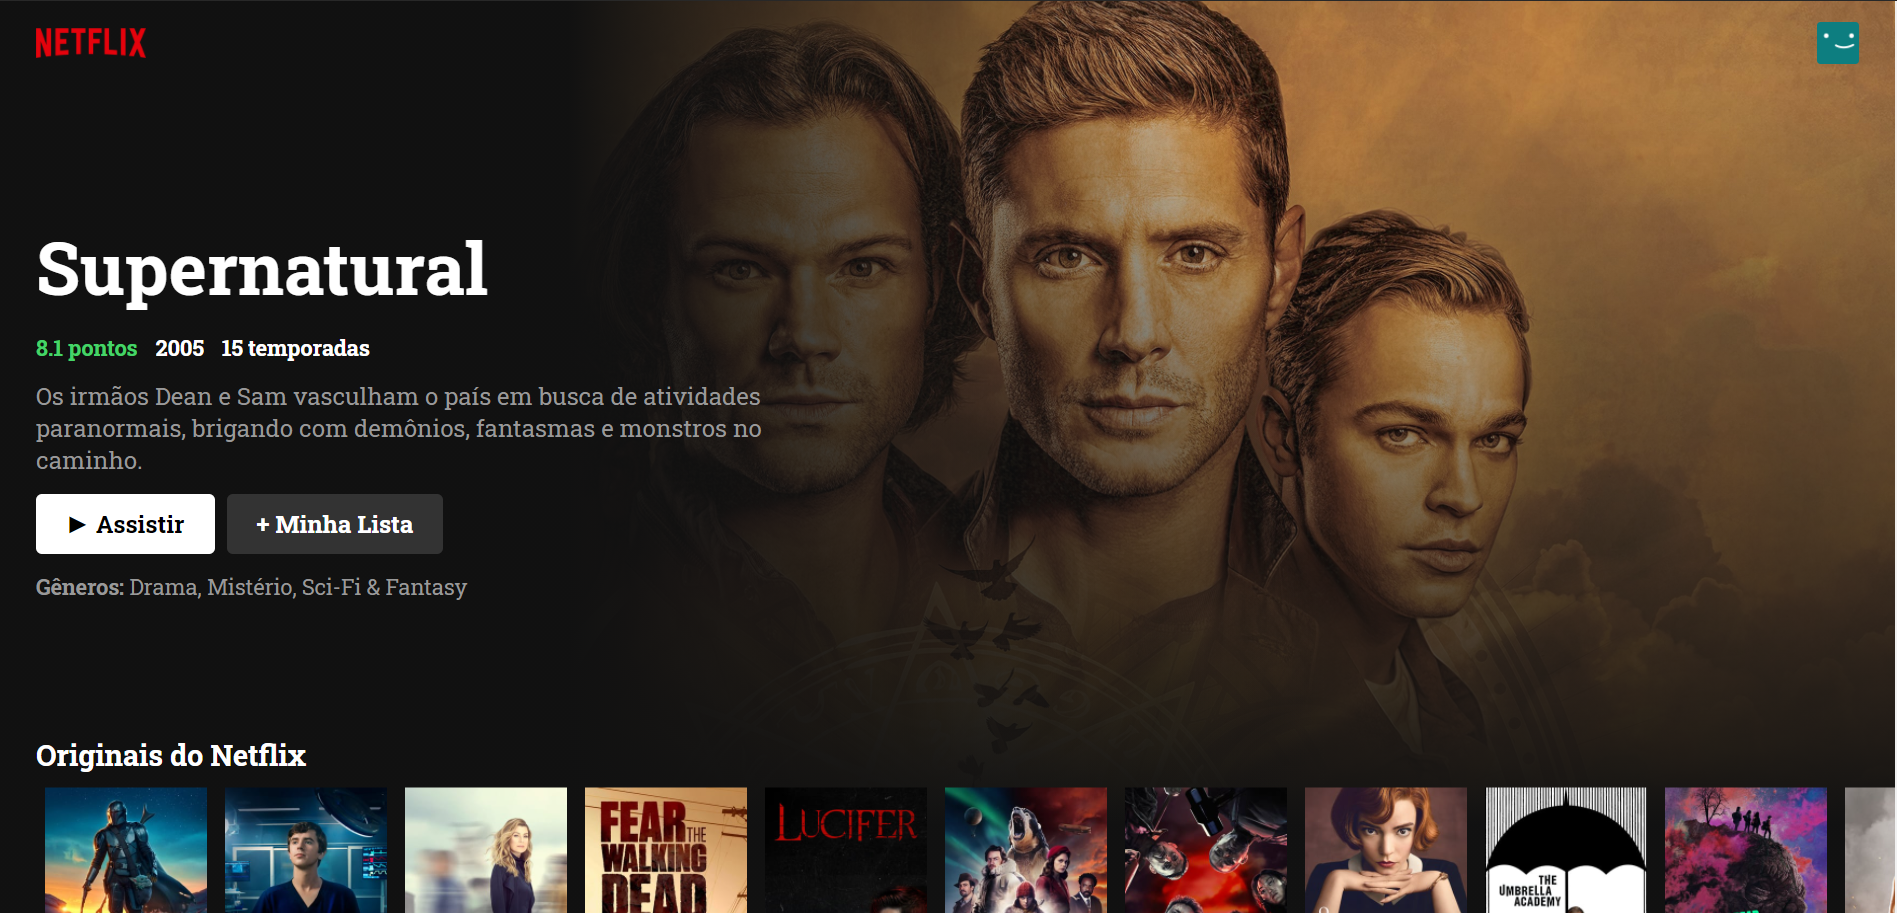 NETFLIX
Supernatural
8.1 pontos 2005 15 temporadas
Os irmãos Dean e Sam vasculham o país em busca de atividades
paranormais, brigando com demônios, fantasmas e monstros no
caminho.
► Assistir + Minha Lista
Gêneros: Drama, Mistério, Sci-Fi & Fantasy
Originais do Netflix
FEAR THE
WALKING
DEAD
LUCIFER
THE
UMBRELLA
ACADEMY